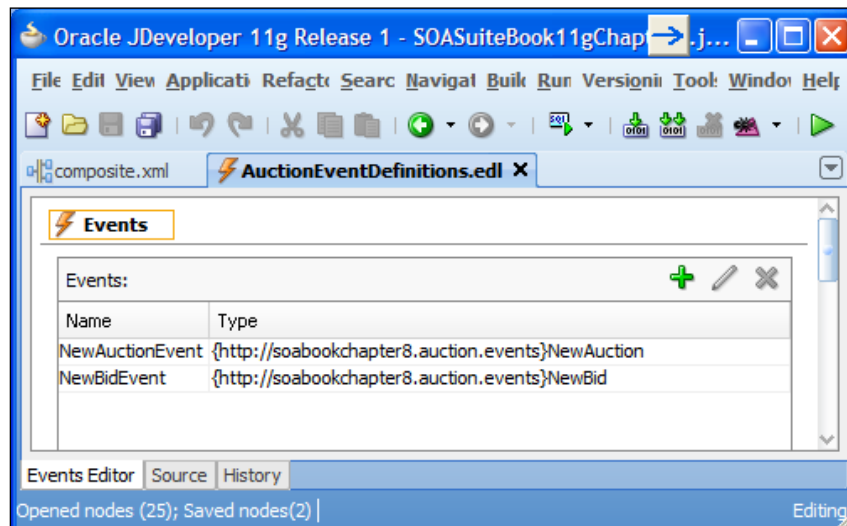 Oracle JDeveloper 11g Release 1 - SOASuiteBook11gChap .j...
File Edit View Applicati Refacto Searc Navigat Build Run Versionin Tools Window Help
composite.xml AuctionEventDefinitions.edl
Events
Events:
Name Type
NewAuctionEvent {http://soabookchapter8.auction.events}NewAuction
NewBidEvent {http://soabookchapter8.auction.events}NewBid
Events Editor Source History
Opened nodes (25); Saved nodes(2) Editing